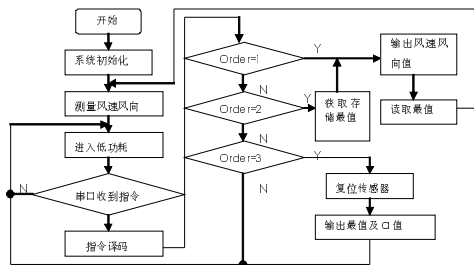 开始
系统初始化
测量风速风向
进入低功耗
N
串口收到指令
指令译码
Order=1
Y
N
Order=2
Y
N
Order=3
Y
N
获取存
储最值
输出风速风
向值
读取最值
复位传感器
输出最值及口值